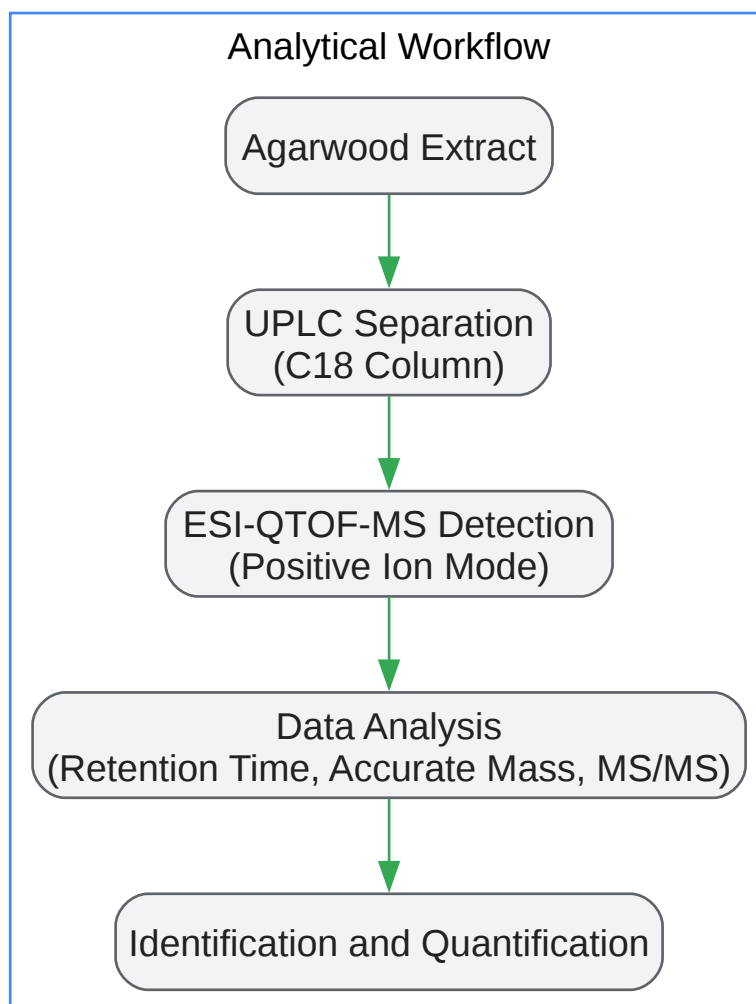 Analytical Workflow
Agarwood Extract
UPLC Separation
(C18 Column)
ESI-QTOF-MS Detection
(Positive Ion Mode)
Data Analysis
(Retention Time, Accurate Mass, MS/MS)
Identification and Quantification